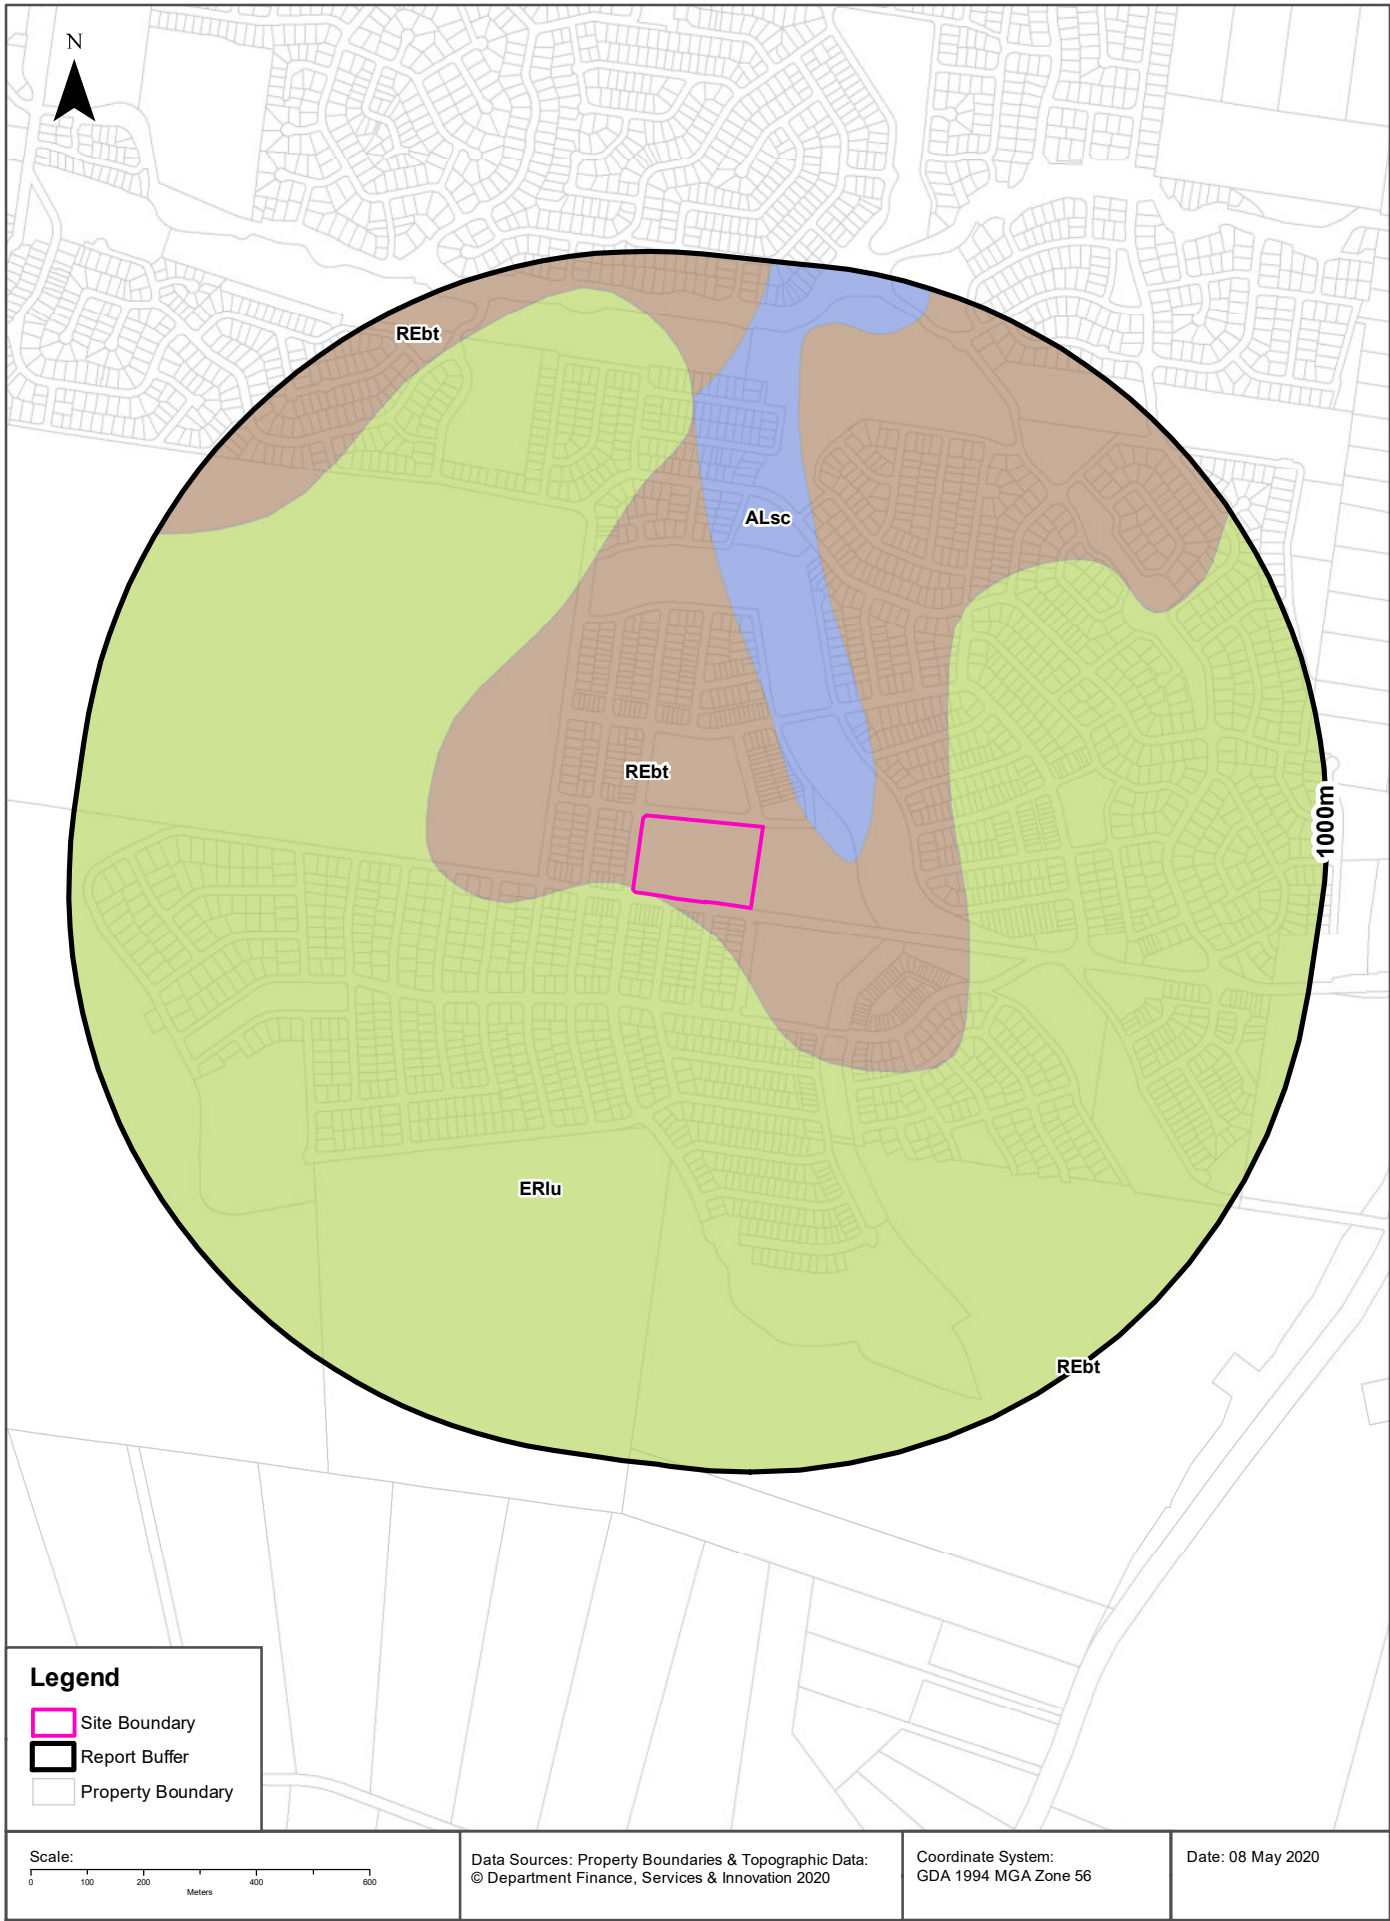 N
REbt
ALsc
REbt
1000m
ERlu
REbt
Legend
Site Boundary
Report Buffer
Property Boundary
Scale:
0 100 200 400 600
Meters
Data Sources: Property Boundaries & Topographic Data:
© Department Finance, Services & Innovation 2020
Coordinate System:
GDA 1994 MGA Zone 56
Date: 08 May 2020